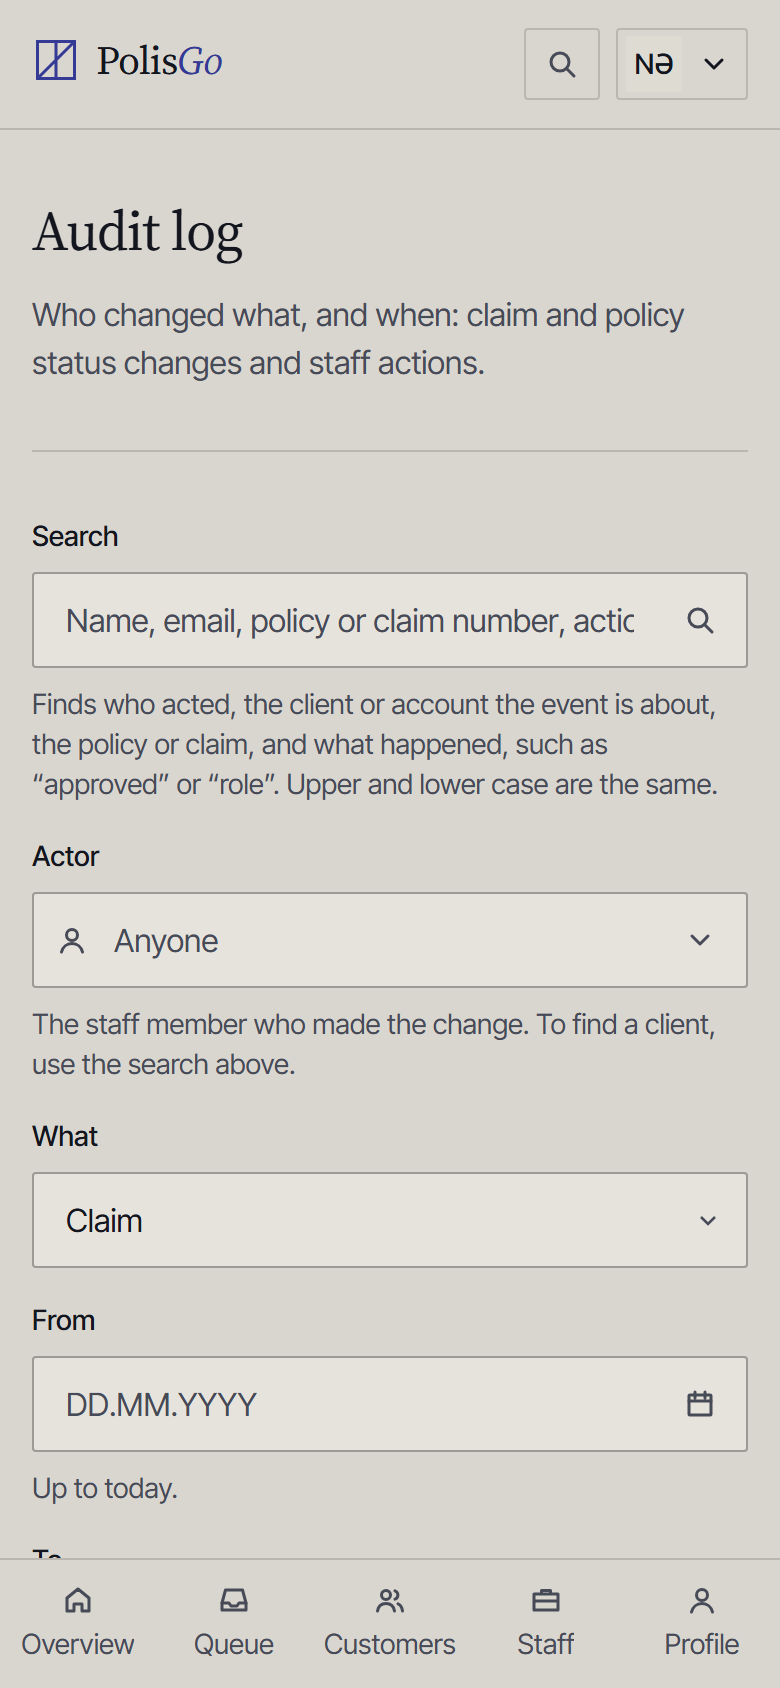 PolisGo
NƏ
Audit log
Who changed what, and when: claim and policy
status changes and staff actions.
Search
Name, email, policy or claim number, actic
Finds who acted, the client or account the event is about,
the policy or claim, and what happened, such as
“approved” or “role”. Upper and lower case are the same.
Actor
Anyone
The staff member who made the change. To find a client,
use the search above.
What
Claim
From
DD.MM.YYYY
Up to today.
To
Overview
Queue
Customers
Staff
Profile